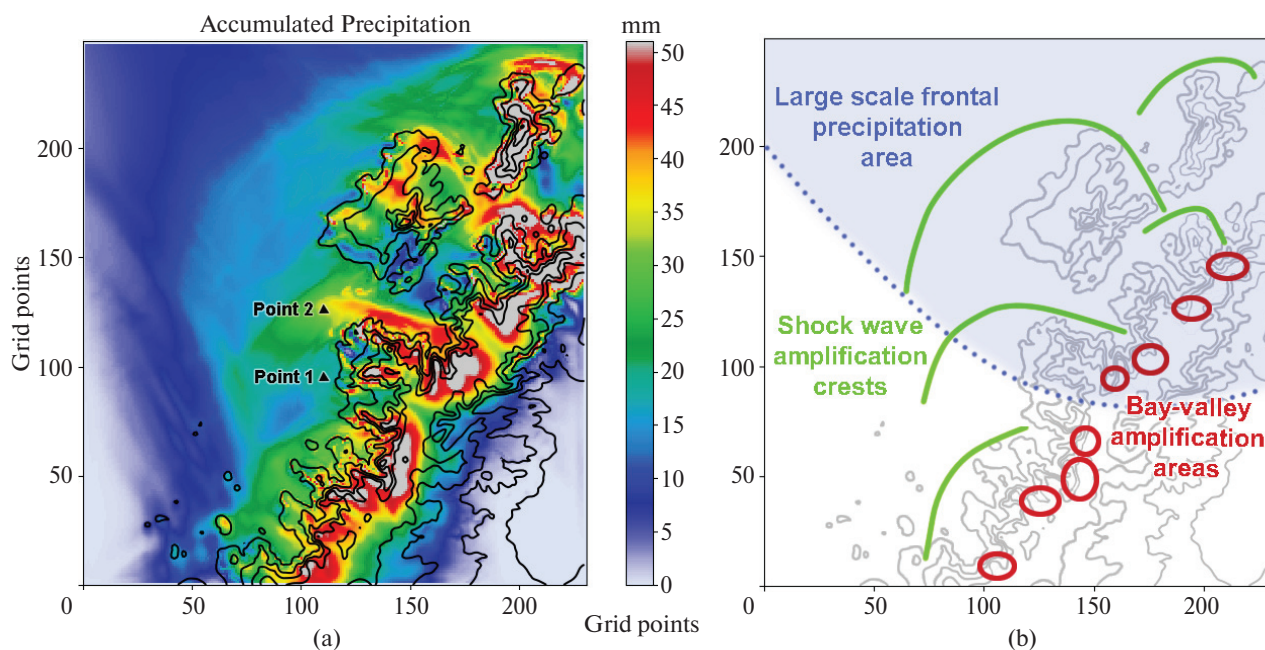 Accumulated Precipitation
mm
50
45
40
35
30
25
20
15
10
5
0
Grid points
200
150
100
50
0
50
100
150
200
Grid points
Point 2
Point 1
(a)
200
150
100
50
0
50
100
150
200
Large scale frontal
precipitation
area
Shock wave
amplification
crests
Bay-valley
amplification
areas
(b)